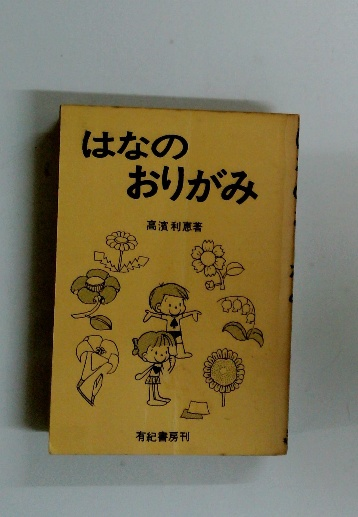 はなの
おりがみ
高濱利恵著
有紀書房刊